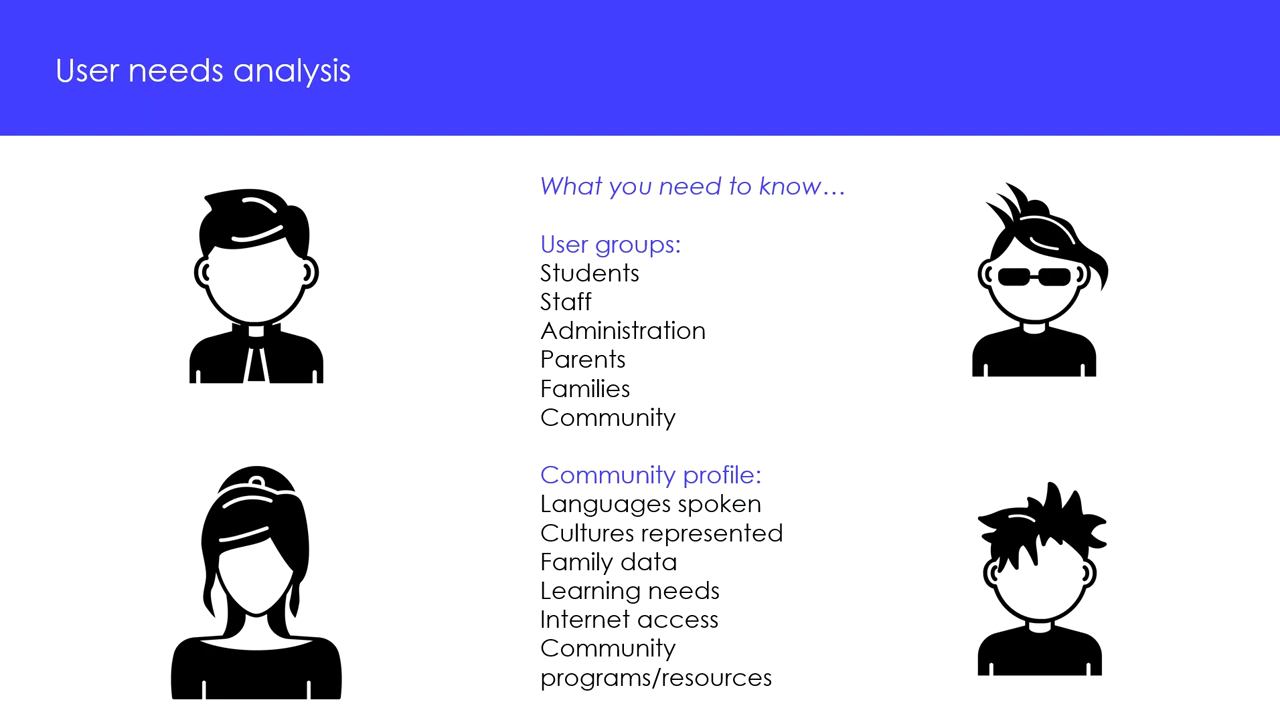 User needs analysis
What you need to know…
User groups:
Students
Staff
Administration
Parents
Families
Community
Community profile:
Languages spoken
Cultures represented
Family data
Learning needs
Internet access
Community
programs/resources